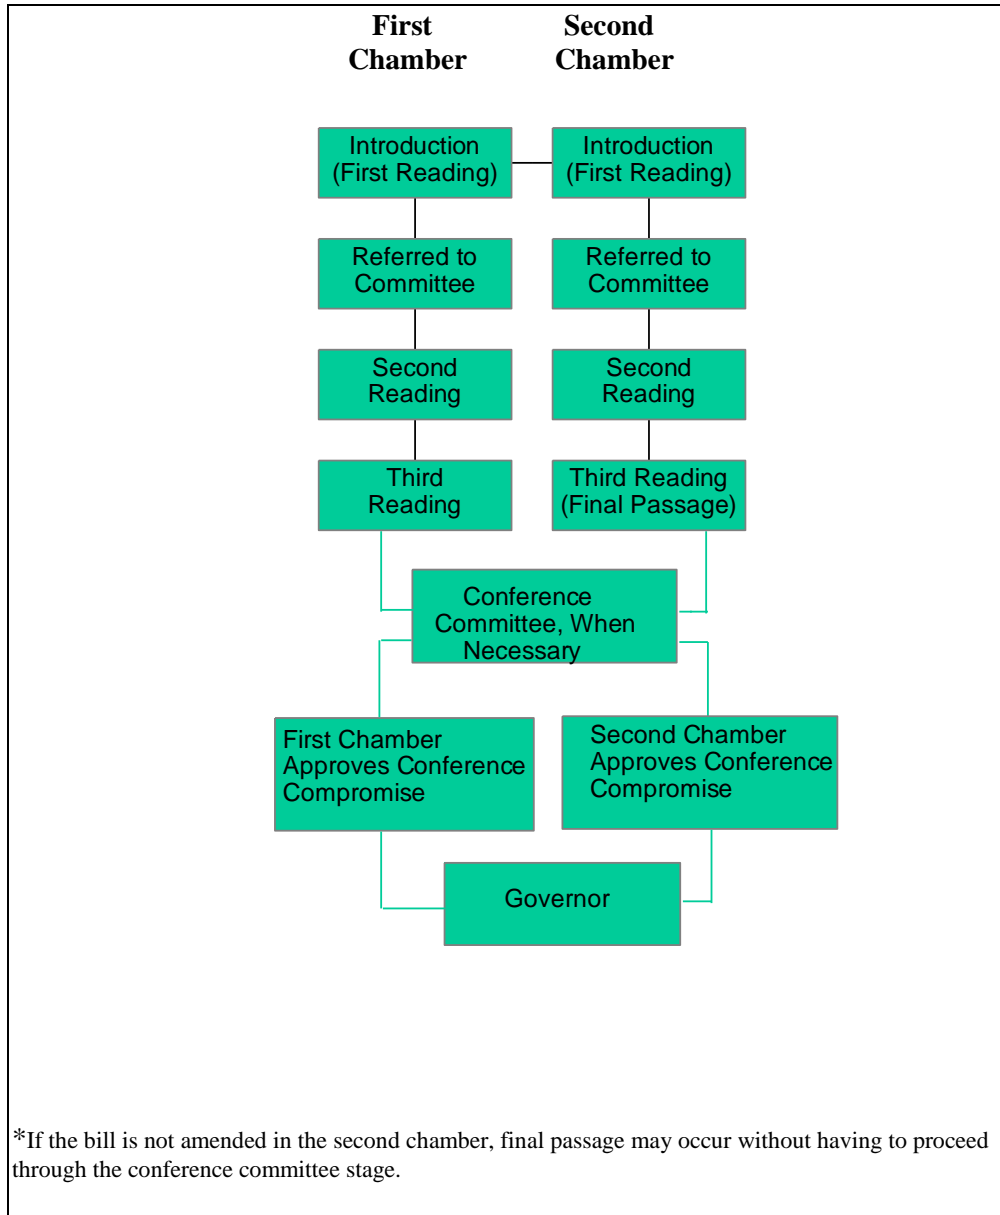 First
Chamber
Second
Chamber
Introduction
(First Reading)
Introduction
(First Reading)
Referred to
Committee
Referred to
Committee
Second
Reading
Second
Reading
Third
Reading
Third Reading
(Final Passage)
Conference
Committee, When
Necessary
First Chamber
Approves Conference
Compromise
Second Chamber
Approves Conference
Compromise
Governor
*If the bill is not amended in the second chamber, final passage may occur without having to proceed
through the conference committee stage.